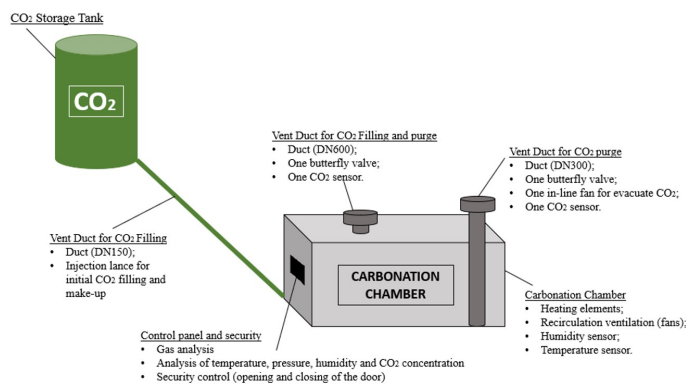 CO2 Storage Tank
CO2
Vent Duct for CO2 Filling and purge
• Duct (DN600);
• One butterfly valve;
• One CO2 sensor.
Vent Duct for CO2 purge
• Duct (DN300);
• One butterfly valve;
• One in-line fan for evacuate CO2;
• One CO2 sensor.
Vent Duct for CO2 Filling
• Duct (DN150);
• Injection lance for
initial CO2 filling and
make-up
CARBONATION
CHAMBER
Carbonation Chamber
• Heating elements;
• Recirculation ventilation (fans);
• Humidity sensor;
• Temperature sensor.
Control panel and security
• Gas analysis
• Analysis of temperature, pressure, humidity and CO2 concentration
• Security control (opening and closing of the door)